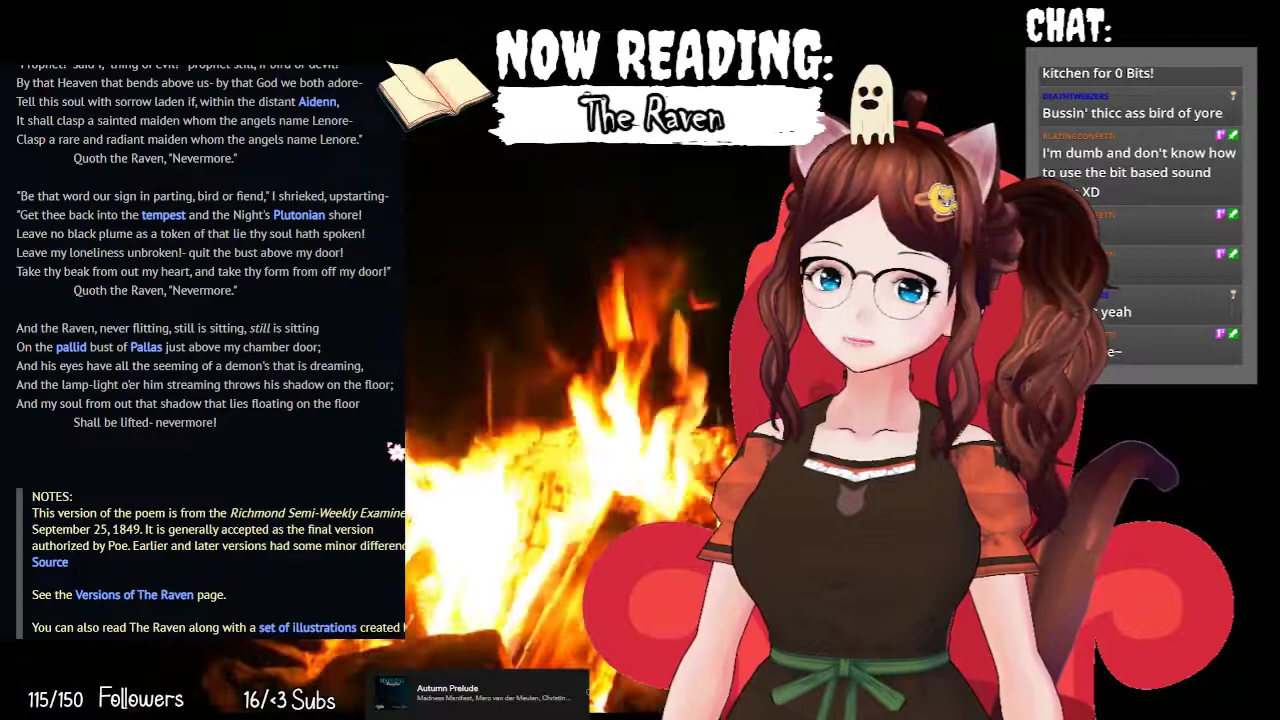 "Prophet!" said I, "thing of evil!- prophet still, if bird or devil!
By that Heaven that bends above us- by that God we both adore-
Tell this soul with sorrow laden if, within the distant Aidenn,
It shall clasp a sainted maiden whom the angels name Lenore-
Clasp a rare and radiant maiden whom the angels name Lenore."
Quoth the Raven, "Nevermore."
"Be that word our sign in parting, bird or fiend," I shrieked, upstarting-
"Get thee back into the tempest and the Night's Plutonian shore!
Leave no black plume as a token of that lie thy soul hath spoken!
Leave my loneliness unbroken!- quit the bust above my door!
Take thy beak from out my heart, and take thy form from off my door!"
Quoth the Raven, "Nevermore."
And the Raven, never flitting, still is sitting, still is sitting
On the pallid bust of Pallas just above my chamber door;
And his eyes have all the seeming of a demon's that is dreaming,
And the lamp-light o'er him streaming throws his shadow on the floor;
And my soul from out that shadow that lies floating on the floor
Shall be lifted- nevermore!
NOTES:
This version of the poem is from the Richmond Semi-Weekly Examine
September 25, 1849. It is generally accepted as the final version
authorized by Poe. Earlier and later versions had some minor differenc
Source
See the Versions of The Raven page.
You can also read The Raven along with a set of illustrations created
NOW READING:
The Raven
CHAT:
kitchen for 0 Bits!
DEATHTWEEZERS
Bussin' thicc ass bird of yore
BLAZINGCONFETTI
I'm dumb and don't know how
to use the bit based sound
XD
yeah
e~
115/150 Followers
16/<3 Subs
Autumn Prelude
Madness Manifest, Marc van der Meulen, Christin...